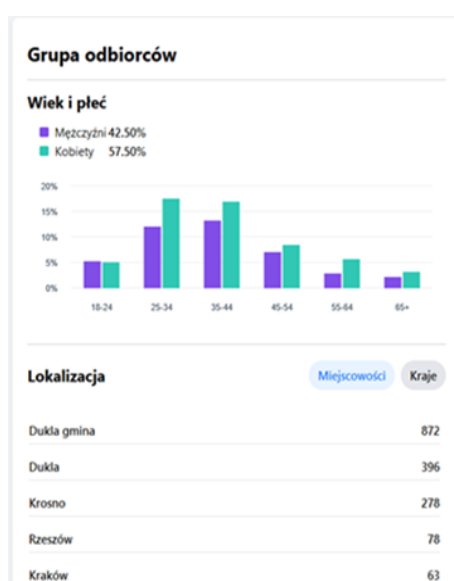 Grupa odbiorców
Wiek i płeć
Mężczyźni 42.50%
Kobiety 57.50%
20%
15%
10%
5%
0%
18-24 25-34 35-44 45-54 55-64 65+
Lokalizacja Miejscowości Kraje
Dukla gmina 872
Dukla 396
Krosno 278
Rzeszów 78
Kraków 63